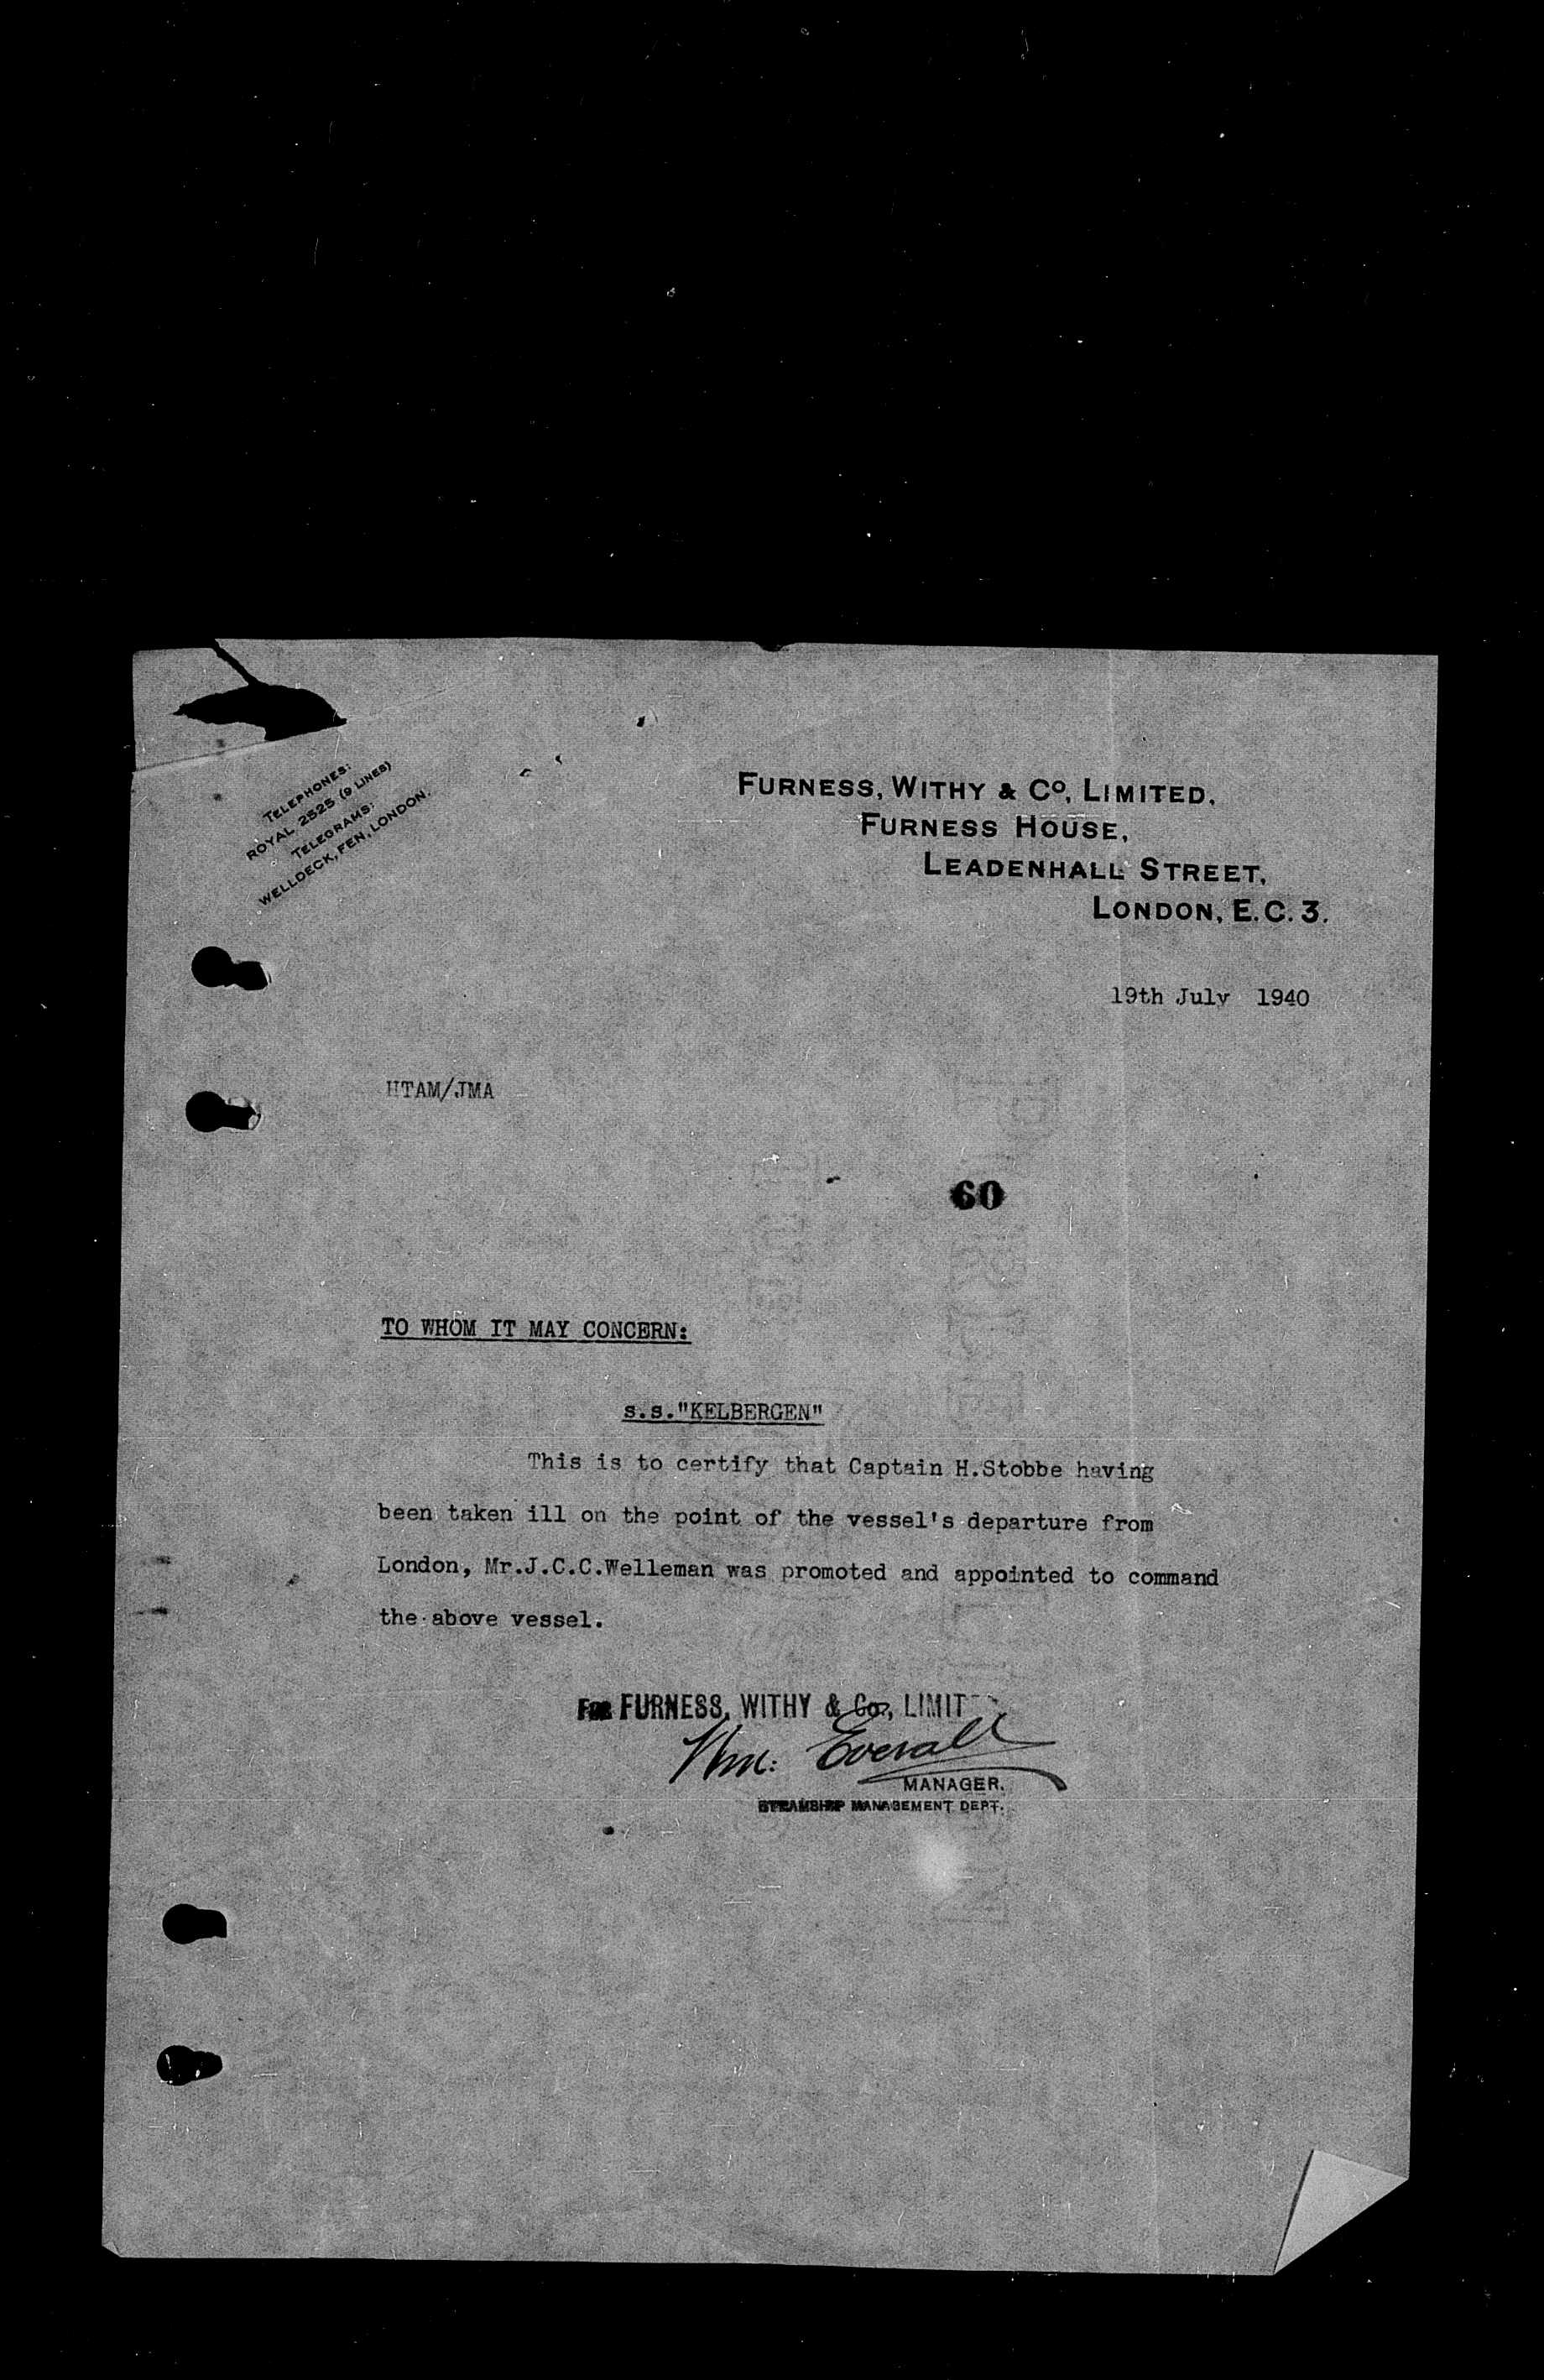 TELEPHONES:
ROYAL 2525 (9 LINES)
TELEGRAMS:
WELLDECK, FEN, LONDON.
FURNESS, WITHY & Co, LIMITED.
FURNESS HOUSE,
LEADENHALL STREET,
LONDON, E.C.3.
19th July 1940
HTAM/JMA
60
TO WHOM IT MAY CONCERN:
s.s."KELBERGEN"
This is to certify that Captain H.Stobbe having
been taken ill on the point of the vessel's departure from
London, Mr.J.C.C.Welleman was promoted and appointed to command
the above vessel.
For FURNESS, WITHY & Co., LIMIT
Wm. Everall
MANAGER.
STEAMSHIP MANAGEMENT DEPT.